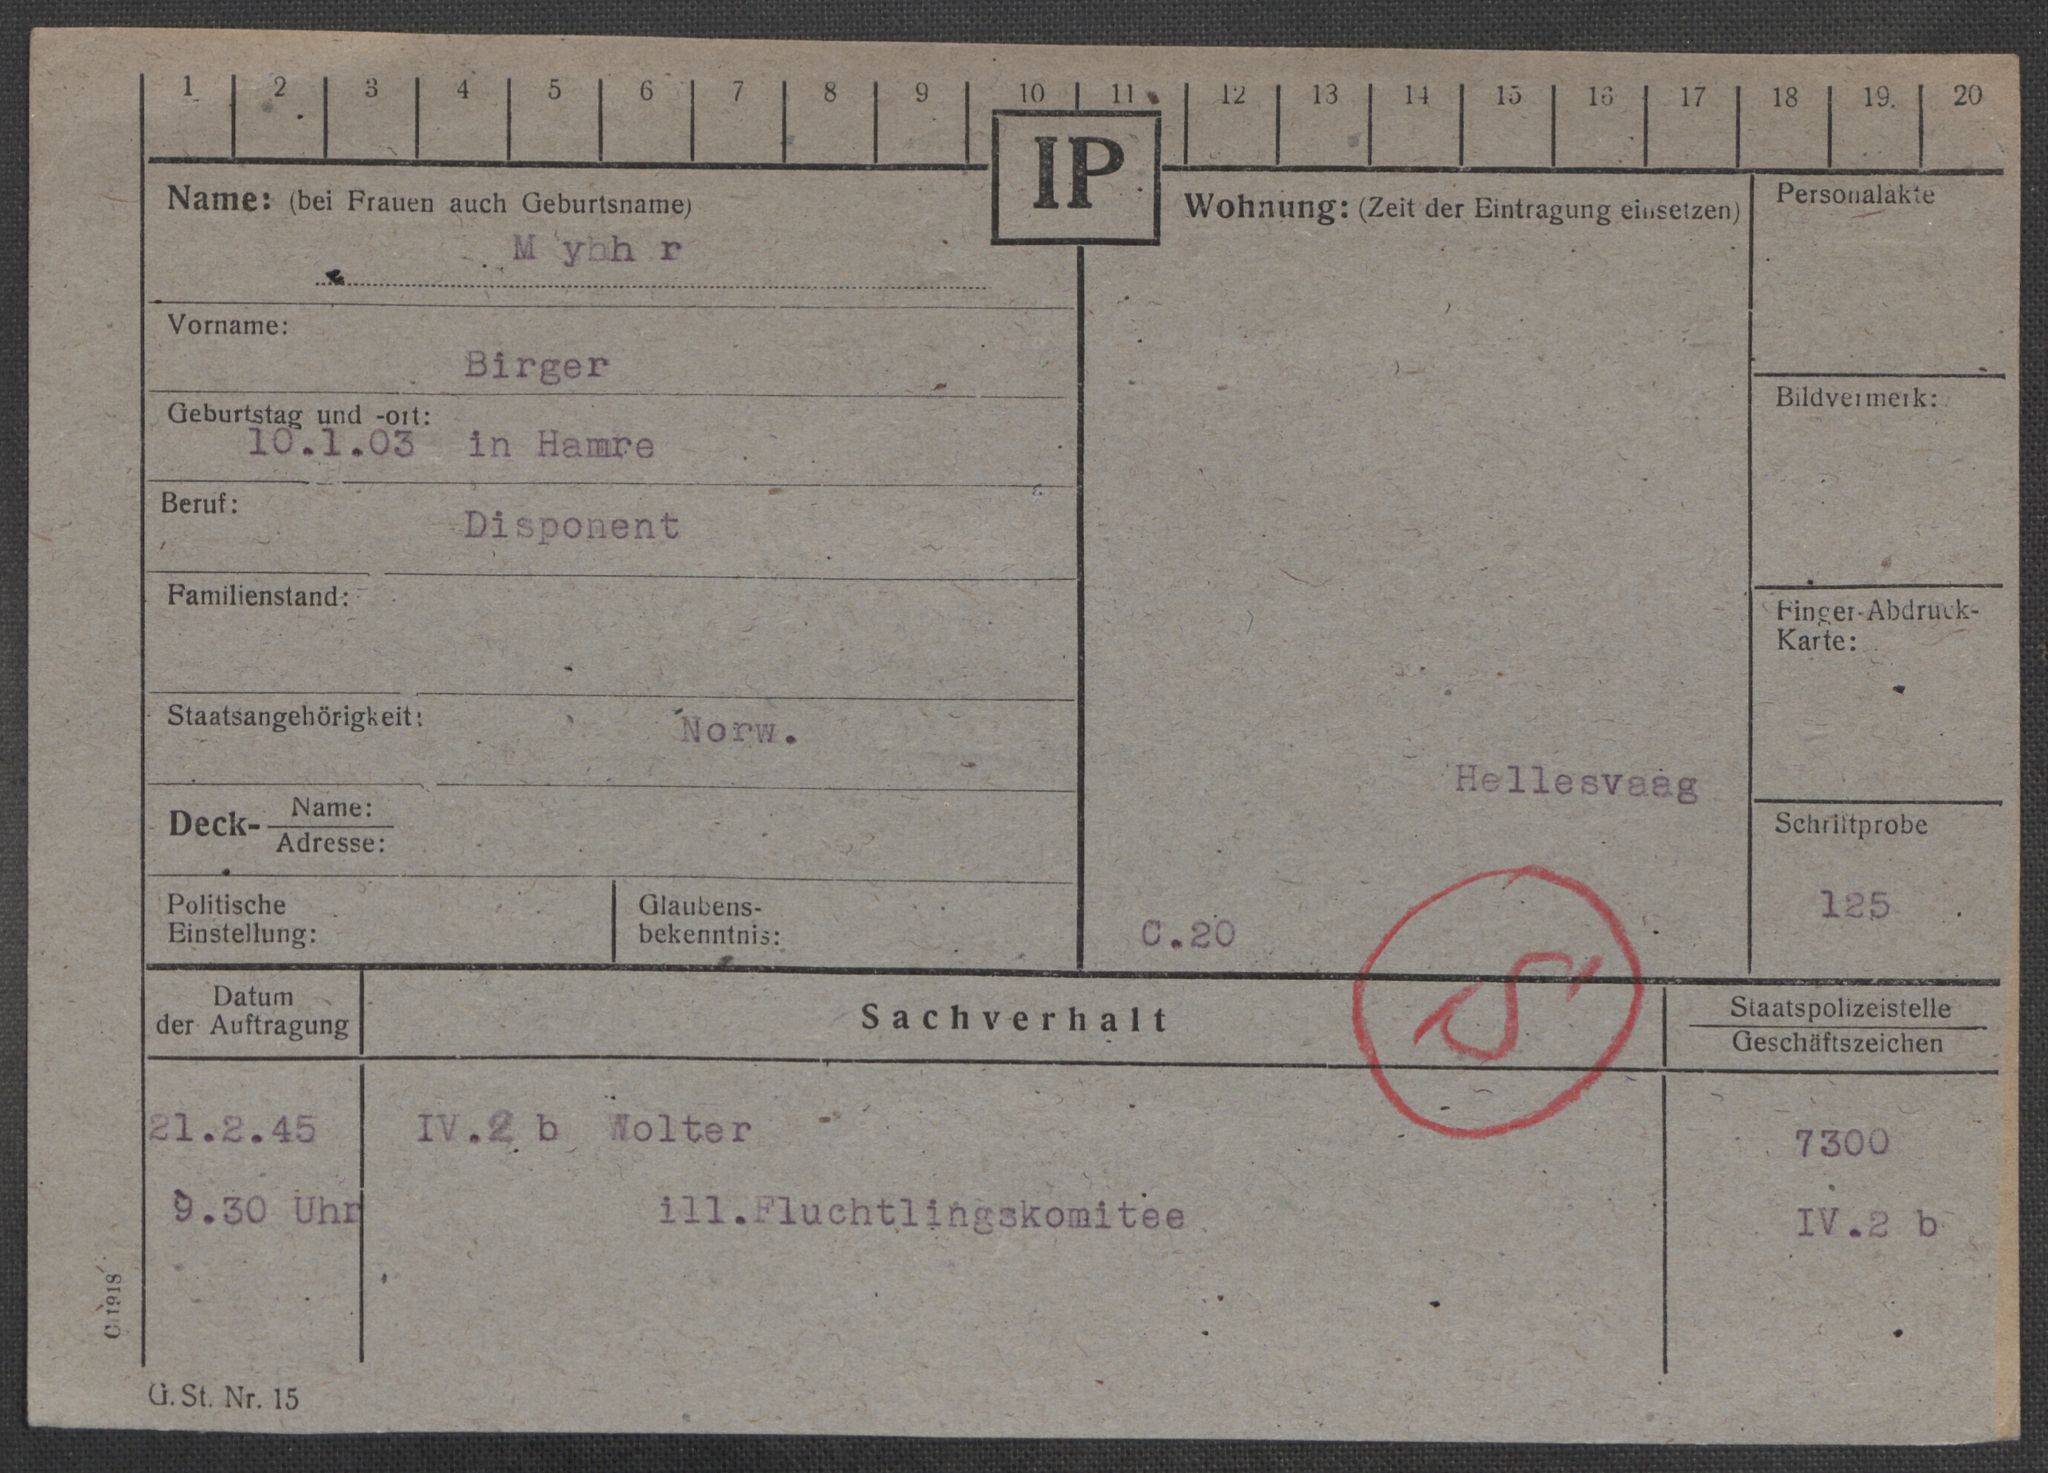 1 2 3 4 5 6 7 8 9 10 11 12 13 14 15 16 17 18 19. 20
IP
Name: (bei Frauen auch Geburtsname)
M yhh r
Vorname:
Birger
Geburtstag und -ort:
10.1.03 in Hamre
Beruf:
Disponent
Familienstand:
Staatsangehörigkeit:
Norw.
Deck- Name:
Adresse:
Politische
Einstellung:
Glaubens-
bekenntnis:
Wohnung: (Zeit der Eintragung einsetzen)
Hellesvaag
C.20
Personalakte
Bildvermerk:
Finger-Abdruck-
Karte:
Schriftprobe
125
Datum
der Auftragung
Sachverhalt
S
Staatspolizeistelle
Geschäftszeichen
21.2.45 IV.2 b Wolter 7300
9.30 Uhr ill.Fluchtlingskomitee IV.2 b
C/1918
G.St. Nr. 15